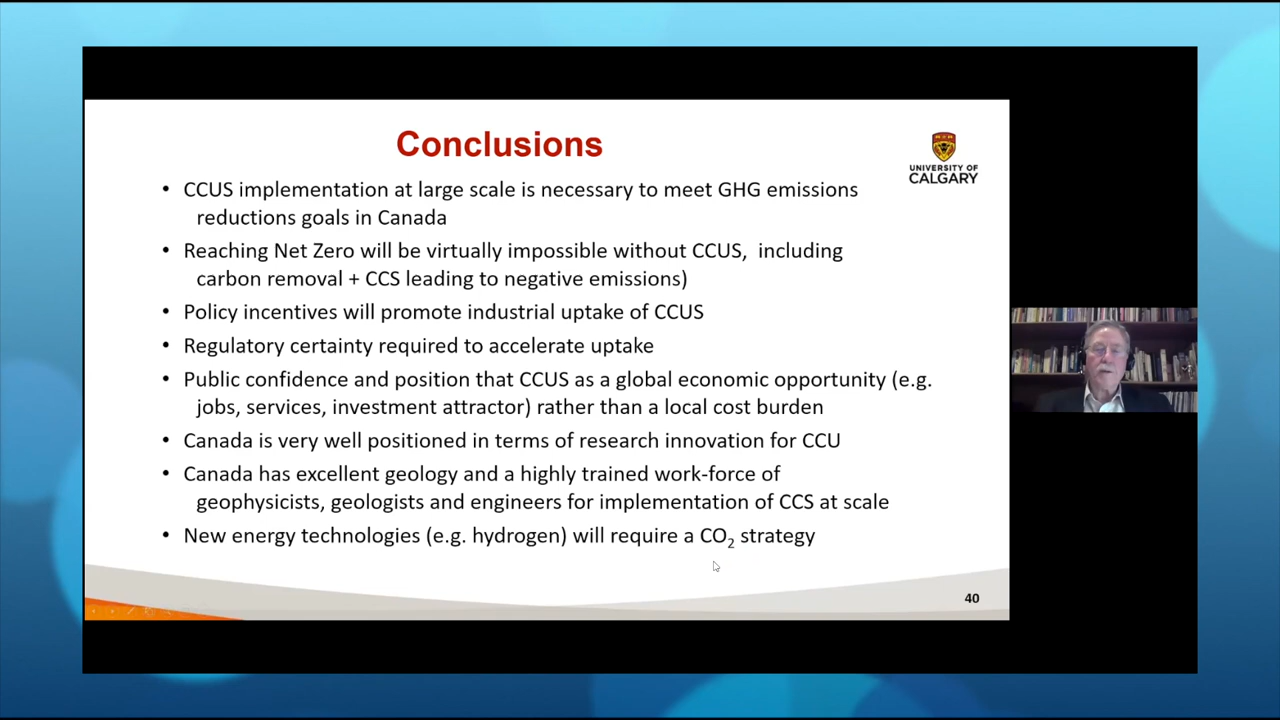 Conclusions
UNIVERSITY OF
CALGARY
• CCUS implementation at large scale is necessary to meet GHG emissions
reductions goals in Canada
• Reaching Net Zero will be virtually impossible without CCUS,  including
carbon removal + CCS leading to negative emissions)
• Policy incentives will promote industrial uptake of CCUS
• Regulatory certainty required to accelerate uptake
• Public confidence and position that CCUS as a global economic opportunity (e.g.
jobs, services, investment attractor) rather than a local cost burden
• Canada is very well positioned in terms of research innovation for CCU
• Canada has excellent geology and a highly trained work-force of
geophysicists, geologists and engineers for implementation of CCS at scale
• New energy technologies (e.g. hydrogen) will require a CO₂ strategy
40